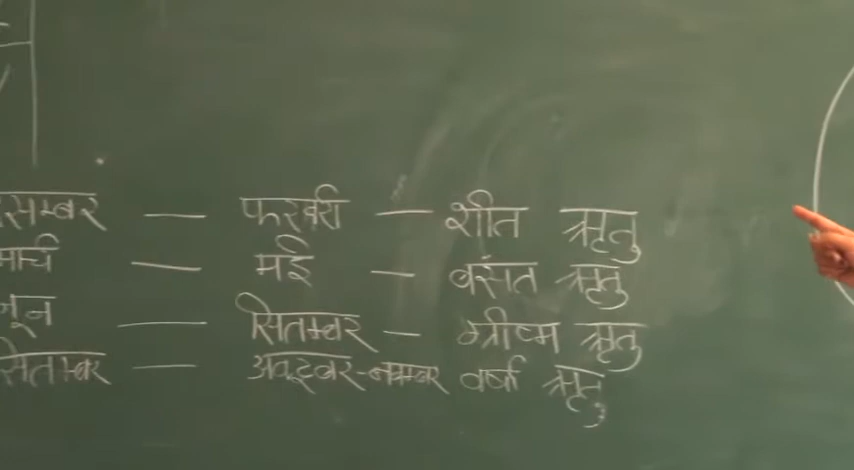 दिसम्बर — फरवरी — शीत ऋतु
मार्च — मई — बसंत ऋतु
जून — सितम्बर — ग्रीष्म ऋतु
सितम्बर — अक्टूबर-नवम्बर वर्षा ऋतु